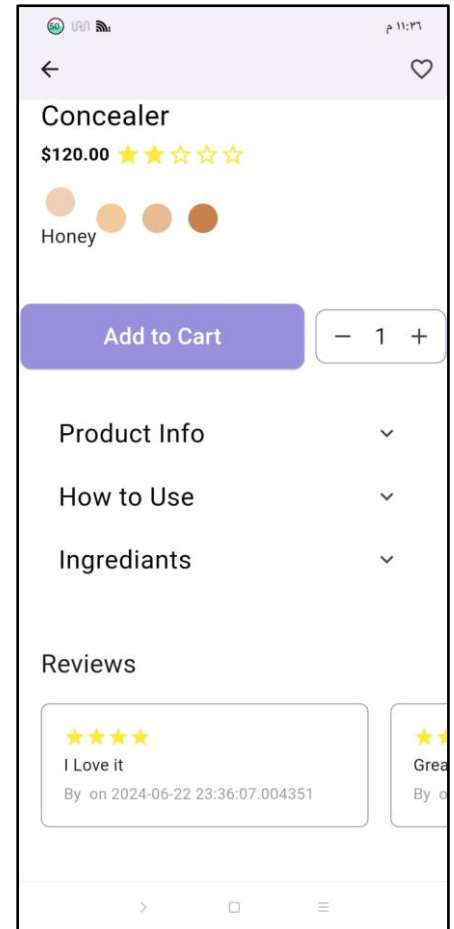 50
١١:٣٦ م
Concealer
$120.00
Honey
Add to Cart
− 1 +
Product Info
How to Use
Ingrediants
Reviews
I Love it
By on 2024-06-22 23:36:07.004351
Grea
By o